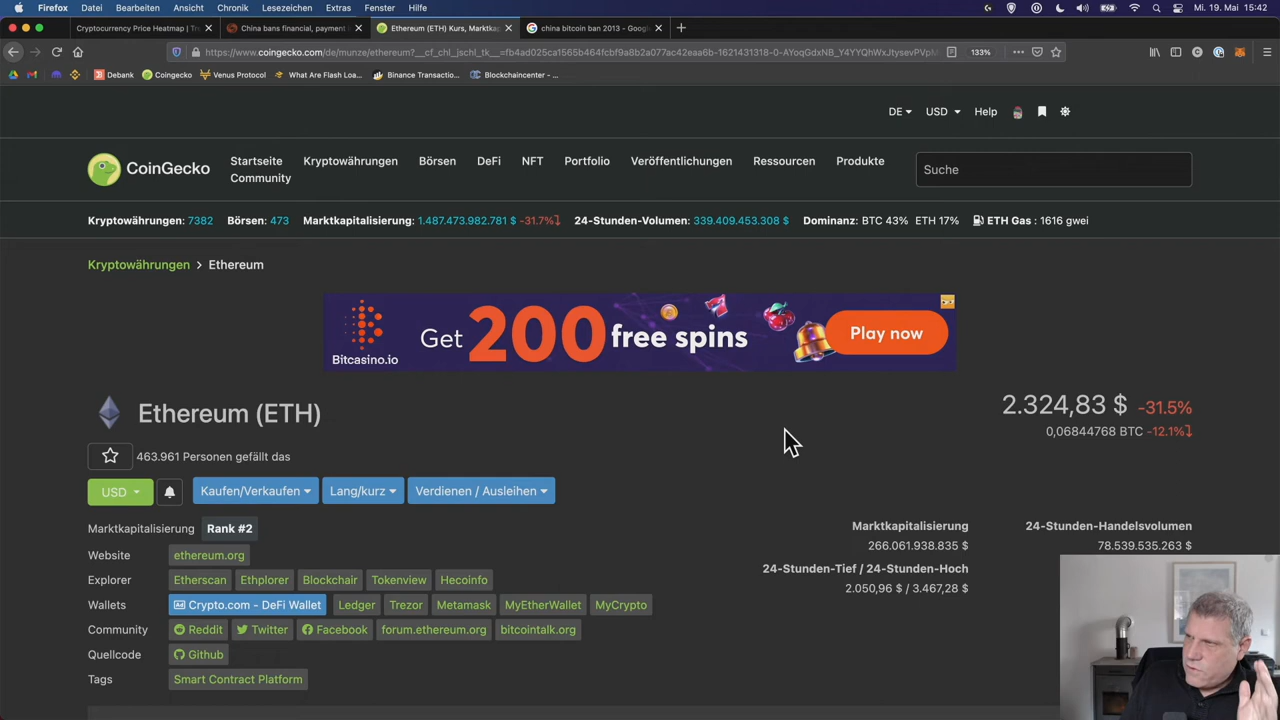 Firefox Ablage Bearbeiten Darstellung Chronik Lesezeichen Extras Fenster Hilfe Mi. 19. Mai 15:42
Cryptocurrency Price Heatmap | Tr China bans financial, payment i Ethereum (ETH) Kurs, Marktka china bitcoin ban 2013 - Googl
133%
Debank Coingecko Venus Protocol What Are Flash Loa... Binance Transactio... Blockchaincenter - ...
DE USD Help
CoinGecko
Startseite Kryptowährungen Börsen DeFi NFT Portfolio Veröffentlichungen Ressourcen Produkte
Community
Suche
Kryptowährungen: 7382 Börsen: 473 Marktkapitalisierung: 1.487.473.982.781 $ -31.7% 24-Stunden-Volumen: 339.409.453.308 $ Dominanz: BTC 43% ETH 17% ETH Gas : 1616 gwei
Kryptowährungen > Ethereum
Bitcasino.io
Get 200 free spins
Play now
Ethereum (ETH)
2.324,83 $ -31.5%
0,06844768 BTC -12.1%
463.961 Personen gefällt das
USD Kaufen/Verkaufen Lang/kurz Verdienen / Ausleihen
Marktkapitalisierung Rank #2
Marktkapitalisierung 24-Stunden-Handelsvolumen
266.061.938.835 $ 78.539.535.263 $
24-Stunden-Tief / 24-Stunden-Hoch
2.050,96 $ / 3.467,28 $
Website ethereum.org
Explorer Etherscan Ethplorer Blockchair Tokenview Hecoinfo
Wallets Crypto.com - DeFi Wallet Ledger Trezor Metamask MyEtherWallet MyCrypto
Community Reddit Twitter Facebook forum.ethereum.org bitcointalk.org
Quellcode Github
Tags Smart Contract Platform